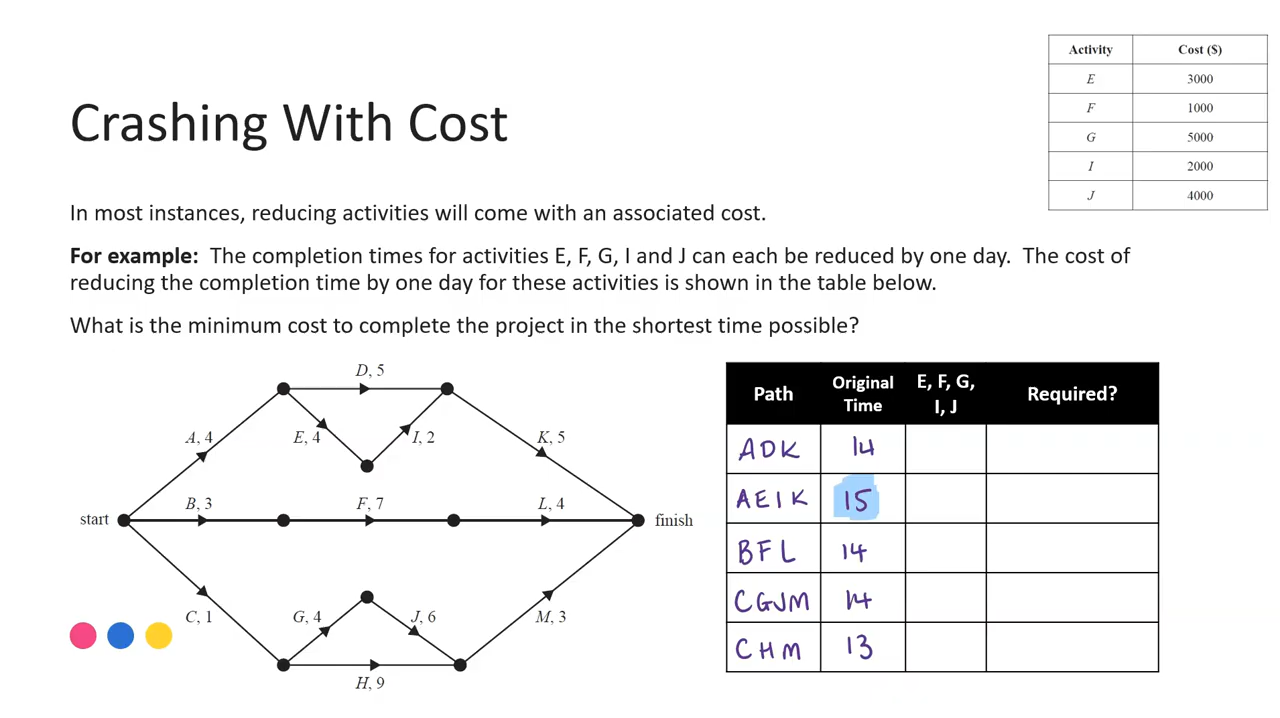 Activity Cost ($)
E 3000
F 1000
G 5000
I 2000
J 4000
Crashing With Cost
In most instances, reducing activities will come with an associated cost.
For example: The completion times for activities E, F, G, I and J can each be reduced by one day. The cost of
reducing the completion time by one day for these activities is shown in the table below.
What is the minimum cost to complete the project in the shortest time possible?
D, 5
A, 4
E, 4
I, 2
K, 5
start
B, 3
F, 7
L, 4
finish
C, 1
G, 4
J, 6
M, 3
H, 9
Path Original Time E, F, G, I, J Required?
ADK 14
AEIK 15
BFL 14
CGJM 14
CHM 13